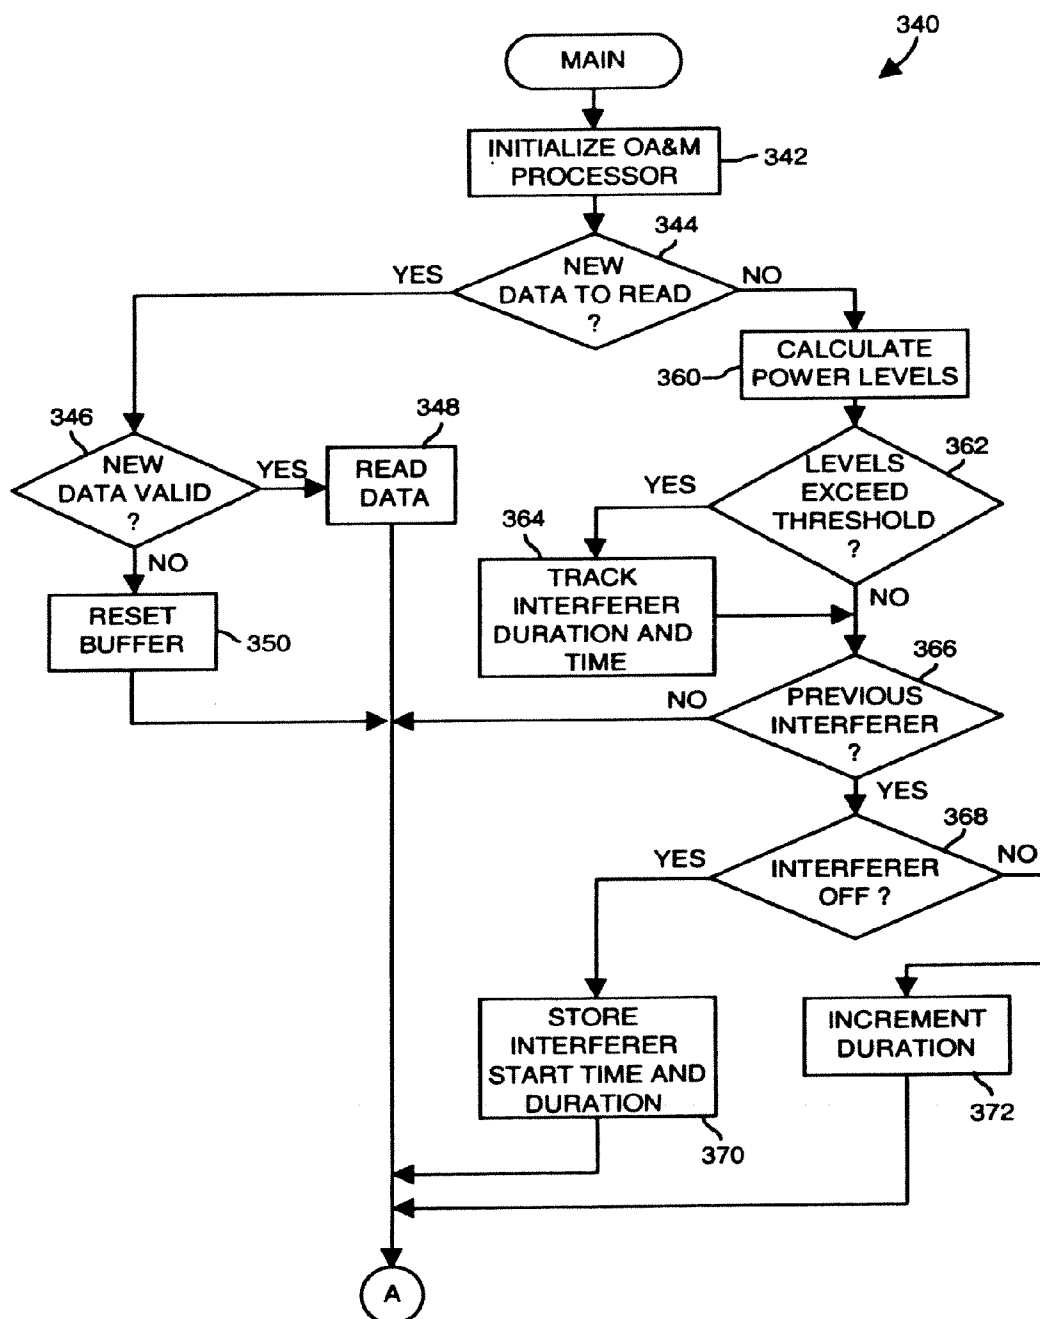 340
MAIN
INITIALIZE OA&M
PROCESSOR
342
344
YES
NEW
DATA TO READ
?
NO
CALCULATE
POWER LEVELS
360
346
NEW
DATA VALID
?
YES
348
READ
DATA
NO
RESET
BUFFER
350
362
LEVELS
EXCEED
THRESHOLD
?
YES
364
TRACK
INTERFERER
DURATION AND
TIME
NO
366
PREVIOUS
INTERFERER
?
NO
YES
368
INTERFERER
OFF ?
YES
NO
STORE
INTERFERER
START TIME AND
DURATION
370
INCREMENT
DURATION
372
A